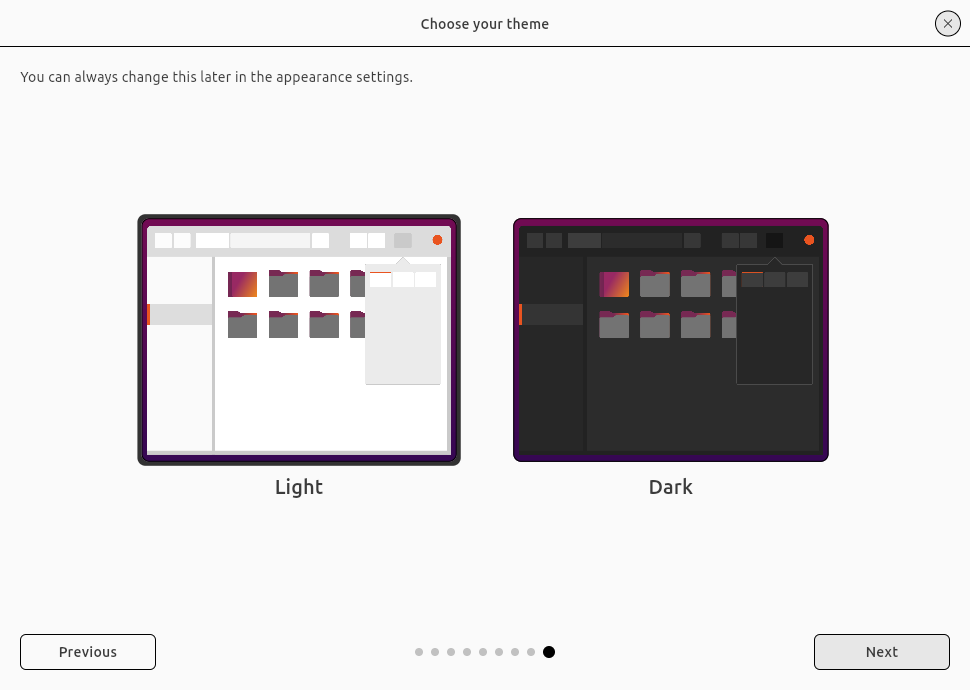 Choose your theme
You can always change this later in the appearance settings.
Light
Dark
Previous
Next